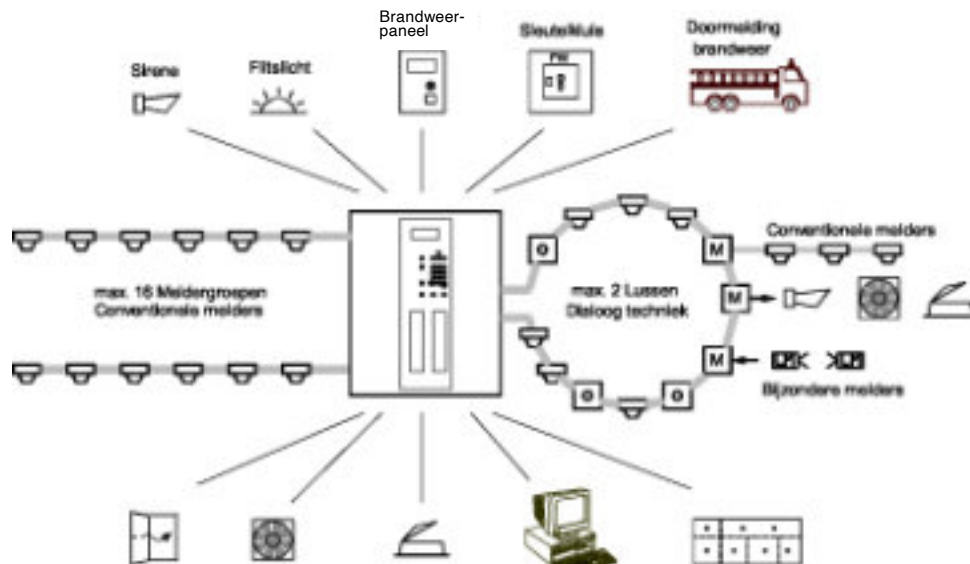 Brandweer-
paneel
Sleutelkluis
Doormelding
brandweer
Sirene
Flitslicht
FBI
Conventionele melders
max. 16 Meldergroepen
Conventionele melders
max. 2 Lussen
Dialoog techniek
M
M
M
Bijzondere melders